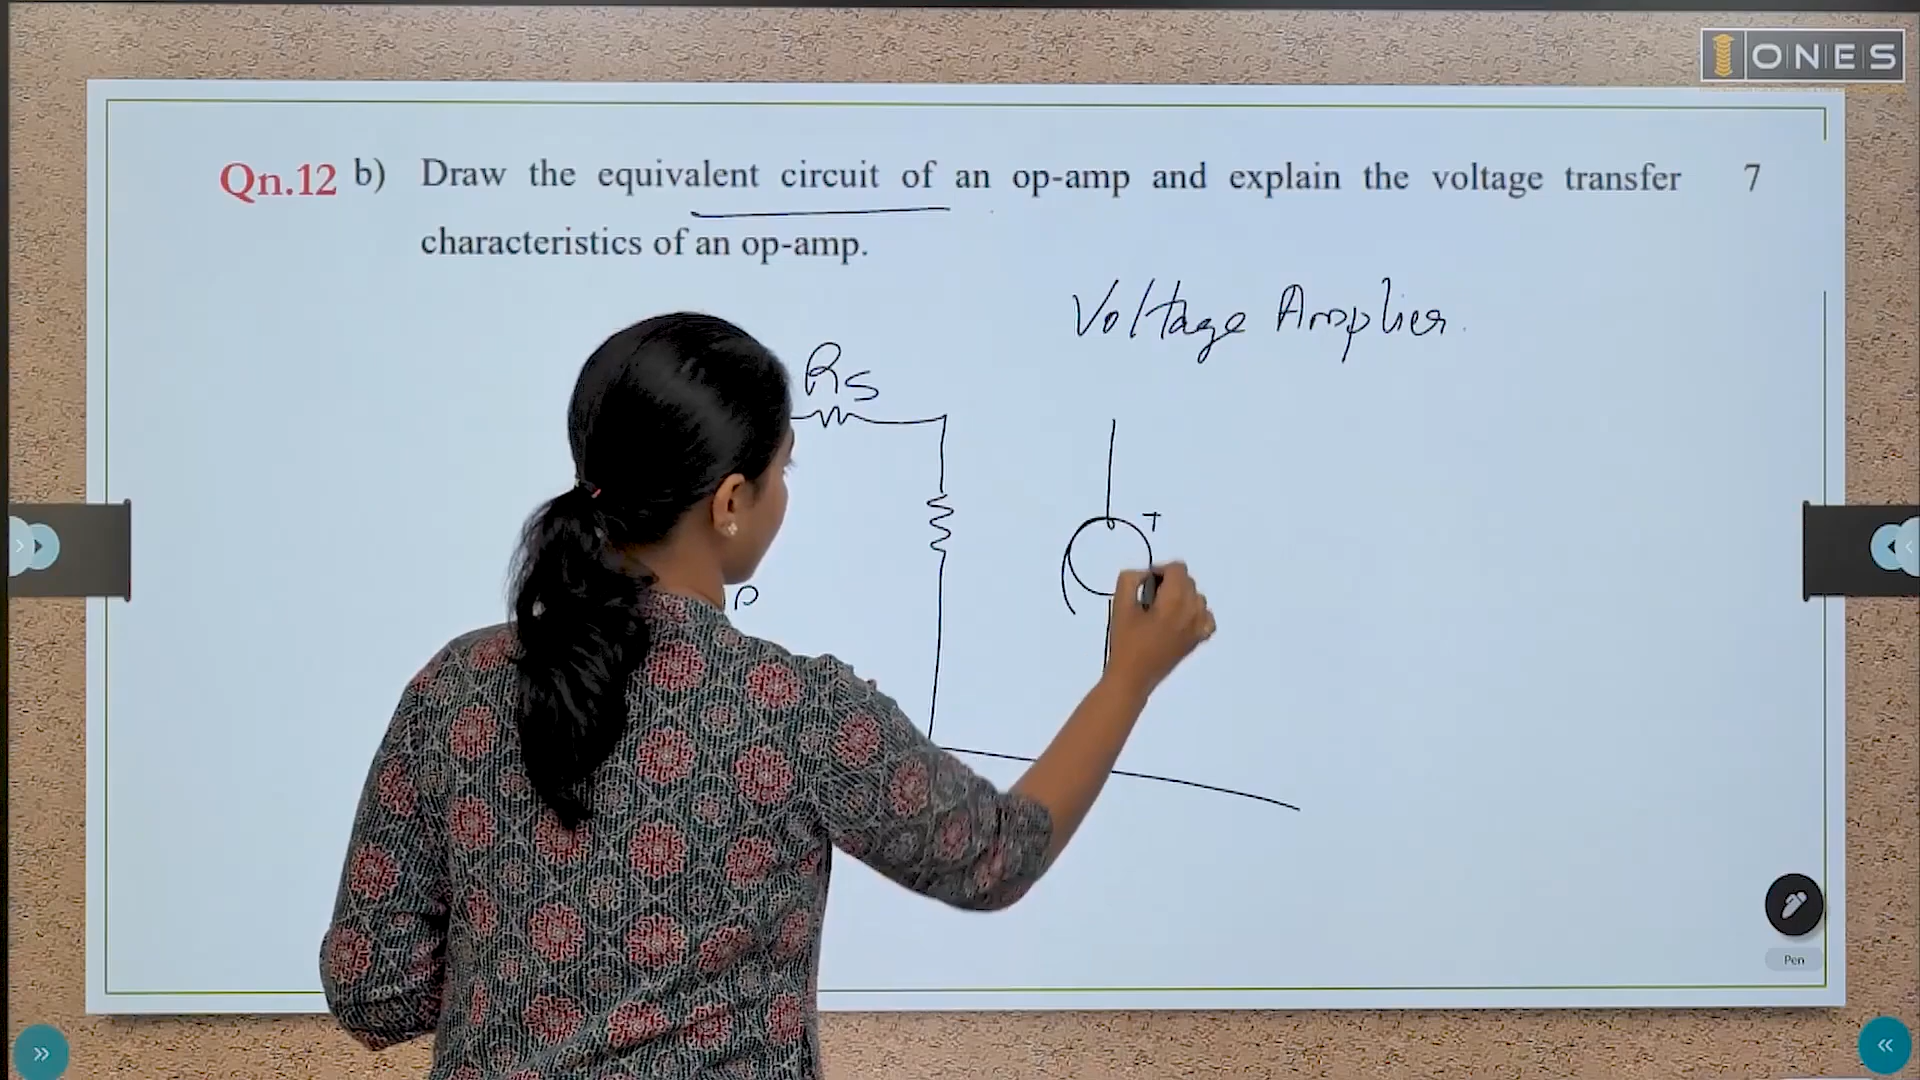 IONES
Qn.12 b) Draw the equivalent circuit of an op-amp and explain the voltage transfer 7
characteristics of an op-amp.
Voltage Amplier.
RS
+
Pen